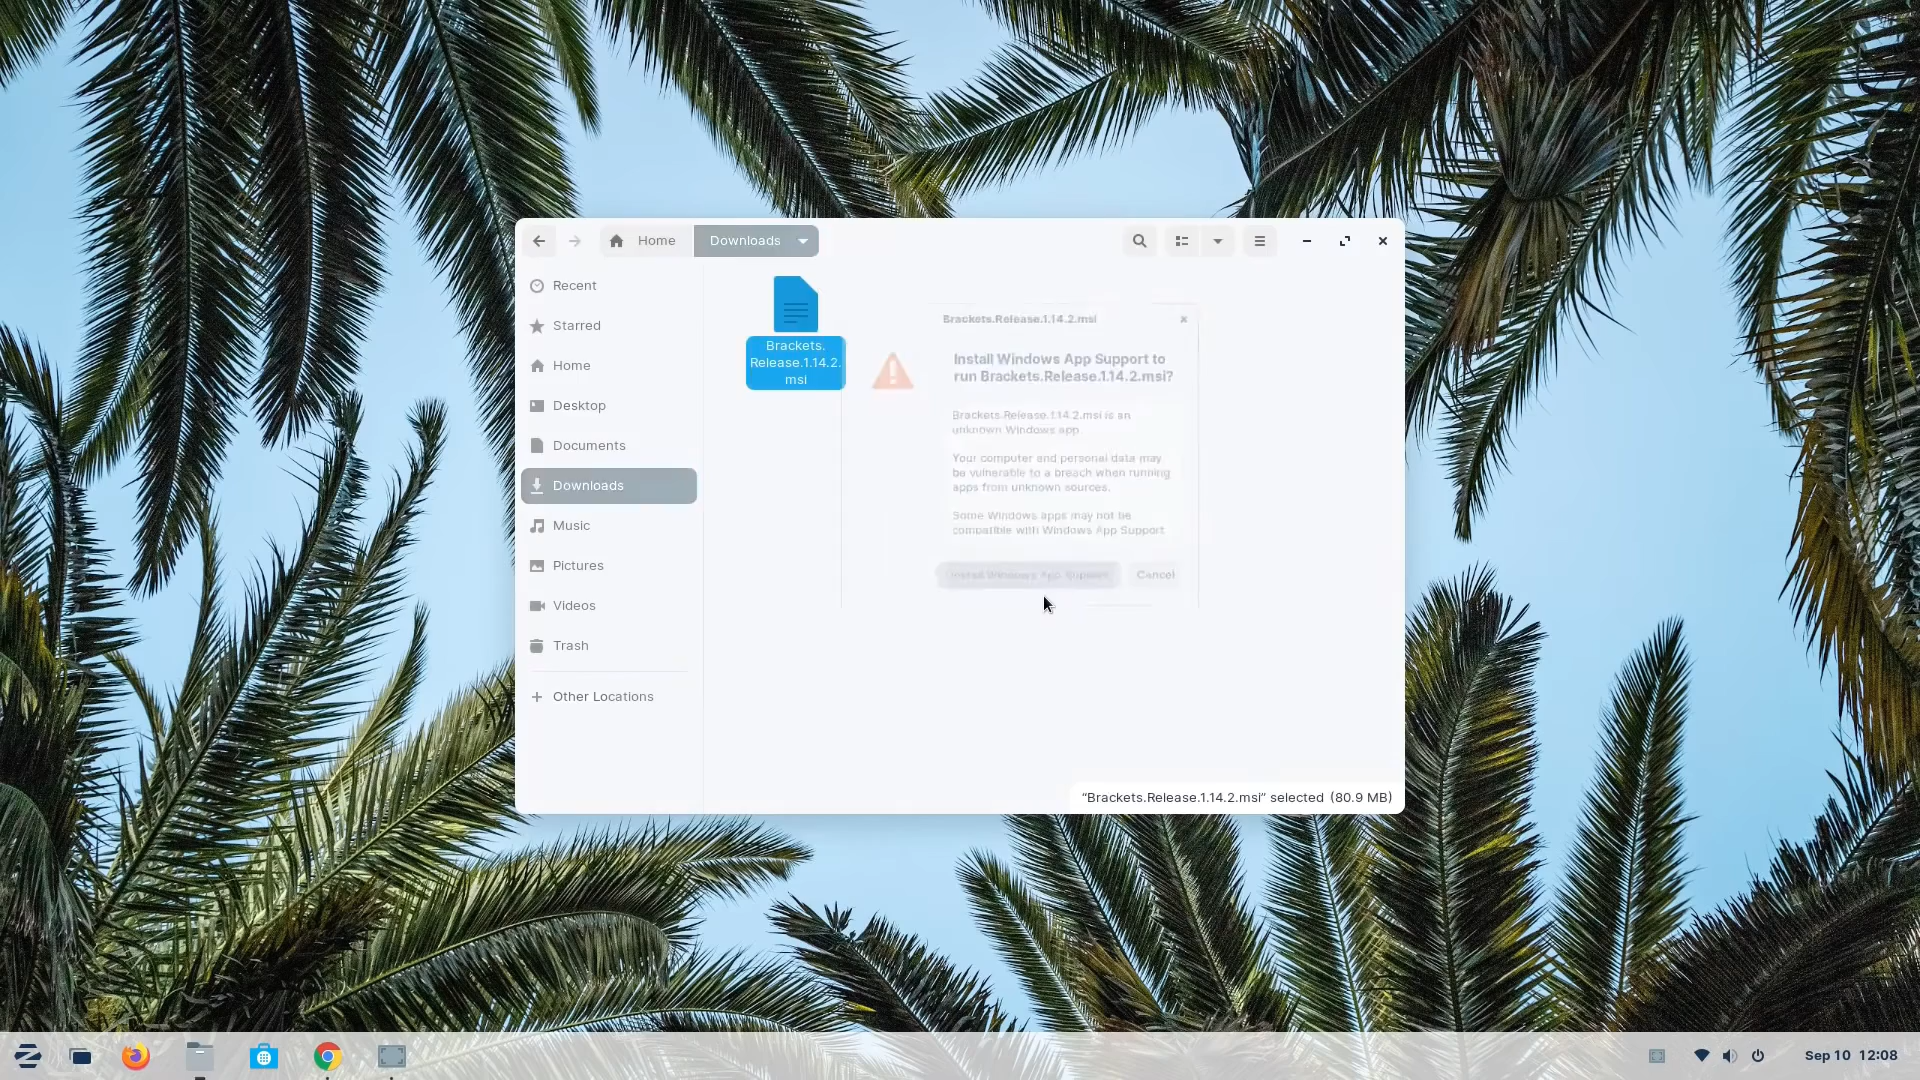 Home
Downloads
Recent
Starred
Home
Desktop
Documents
Downloads
Music
Pictures
Videos
Trash
Other Locations
Brackets.
Release.1.14.2.
msi
Brackets.Release.1.14.2.msi
Install Windows App Support to
run Brackets.Release.1.14.2.msi?
Brackets.Release.1.14.2.msi is an
unknown Windows app.
Your computer and personal data may
be vulnerable to a breach when running
apps from unknown sources.
Some Windows apps may not be
compatible with Windows App Support
Install Windows App Support
Cancel
“Brackets.Release.1.14.2.msi” selected (80.9 MB)
Sep 10 12:08